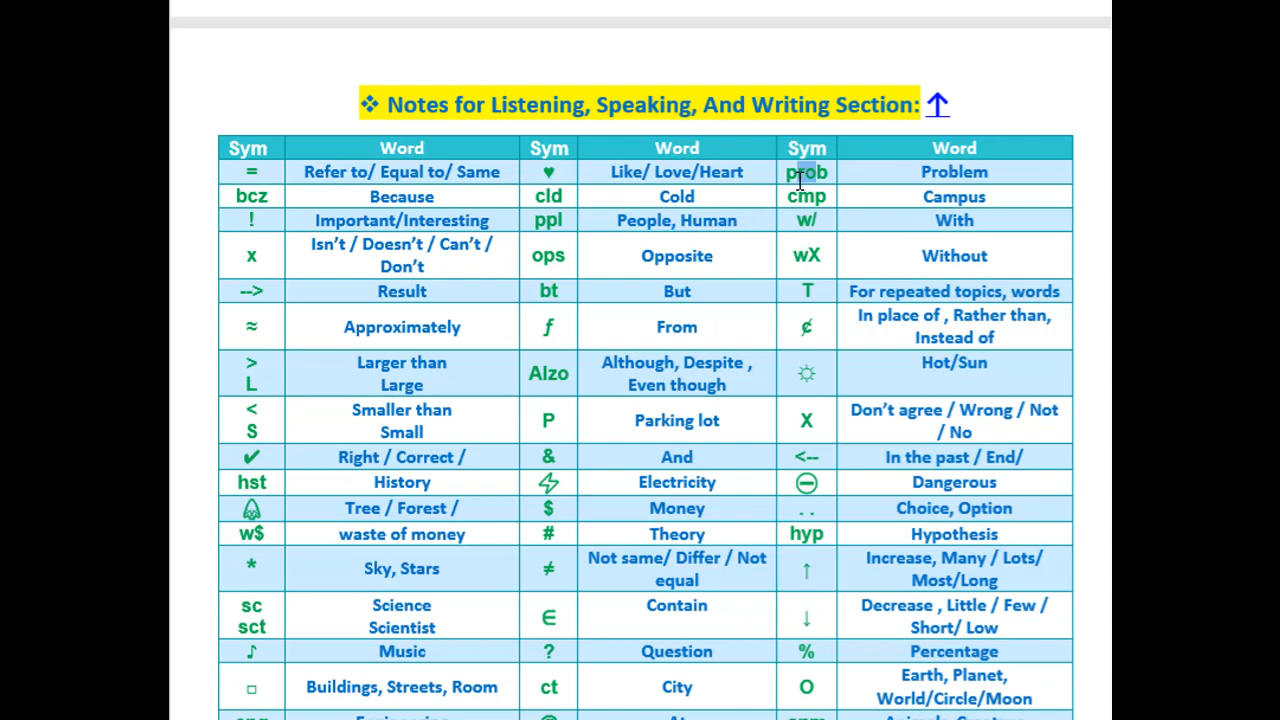 ❖ Notes for Listening, Speaking, And Writing Section: ↑
Sym Word Sym Word Sym Word
= Refer to/ Equal to/ Same ♥ Like/ Love/Heart prob Problem
bcz Because cld Cold cmp Campus
! Important/Interesting ppl People, Human w/ With
x Isn't / Doesn't / Can't / Don't ops Opposite wX Without
--> Result bt But T For repeated topics, words
≈ Approximately ƒ From ȼ In place of , Rather than, Instead of
> Larger than
L Large
Alzo Although, Despite , Even though ☼ Hot/Sun
< Smaller than
S Small
P Parking lot X Don't agree / Wrong / Not / No
✔ Right / Correct / & And <-- In the past / End/
hst History Electricity ⊖ Dangerous
Tree / Forest / $ Money . . Choice, Option
w$ waste of money # Theory hyp Hypothesis
* Sky, Stars ≠ Not same/ Differ / Not equal ↑ Increase, Many / Lots/ Most/Long
sc Science
sct Scientist
∈ Contain ↓ Decrease , Little / Few / Short/ Low
♪ Music ? Question % Percentage
□ Buildings, Streets, Room ct City O Earth, Planet, World/Circle/Moon